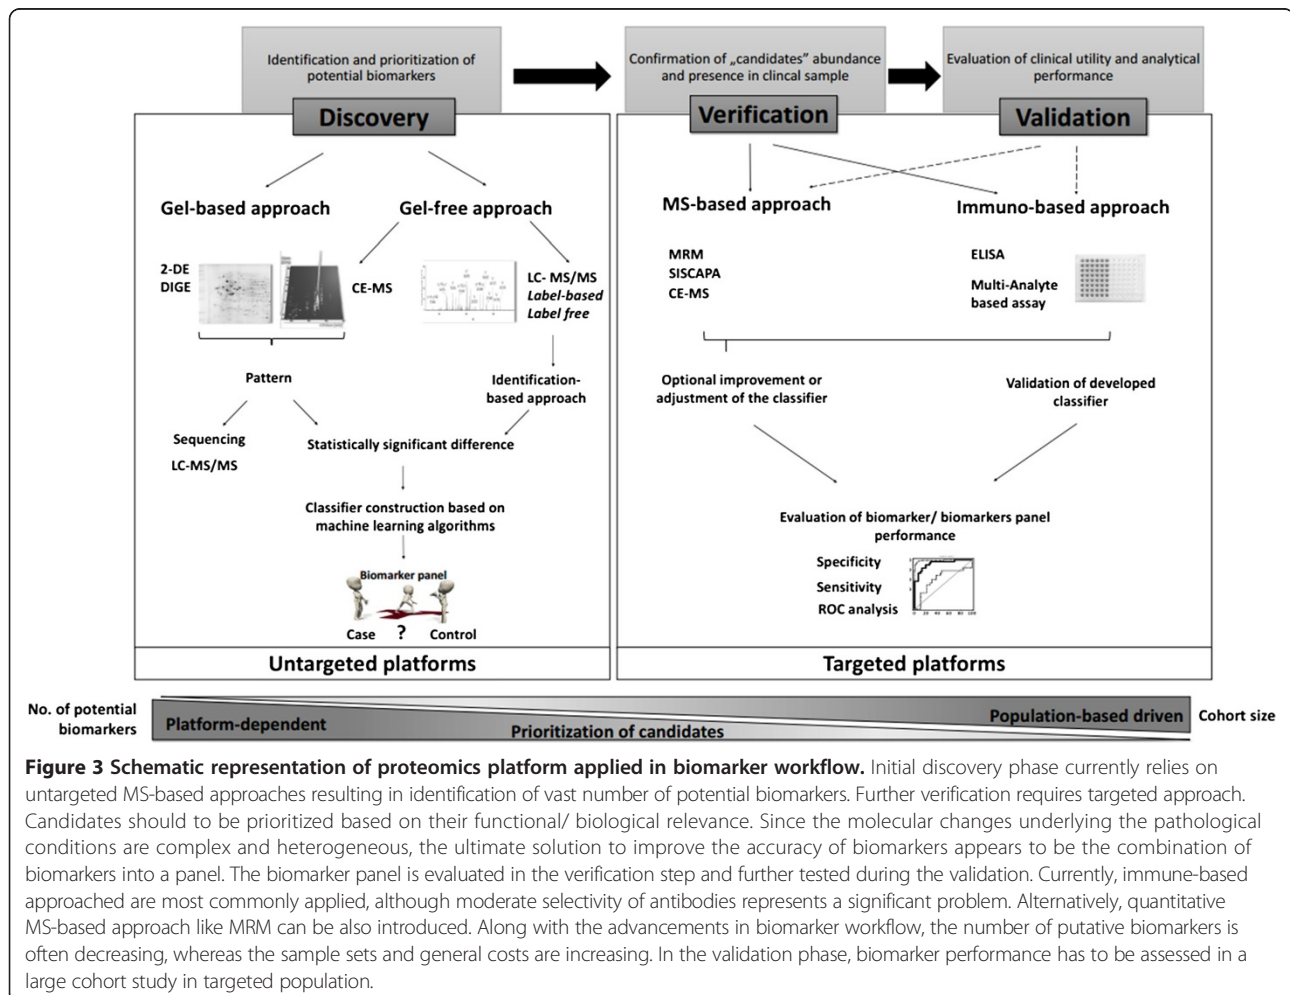 Identification and prioritization of
potential biomarkers
Discovery
Confirmation of „candidates" abundance
and presence in clincal sample
Verification
Evaluation of clinical utility and analytical
performance
Validation
Gel-based approach
Gel-free approach
2-DE
DIGE
CE-MS
LC- MS/MS
Label-based
Label free
Pattern
Identification-
based approach
Sequencing
LC-MS/MS
Statistically significant difference
Classifier construction based on
machine learning algorithms
Biomarker panel
Case ? Control
Untargeted platforms
MS-based approach
Immuno-based approach
MRM
SISCAPA
CE-MS
ELISA
Multi-Analyte
based assay
Optional improvement or
adjustment of the classifier
Validation of developed
classifier
Evaluation of biomarker/ biomarkers panel
performance
Specificity
Sensitivity
ROC analysis
0 20 40 60 80 100
Targeted platforms
No. of potential
biomarkers
Platform-dependent
Prioritization of candidates
Population-based driven
Cohort size
Figure 3 Schematic representation of proteomics platform applied in biomarker workflow. Initial discovery phase currently relies on
untargeted MS-based approaches resulting in identification of vast number of potential biomarkers. Further verification requires targeted approach.
Candidates should to be prioritized based on their functional/ biological relevance. Since the molecular changes underlying the pathological
conditions are complex and heterogeneous, the ultimate solution to improve the accuracy of biomarkers appears to be the combination of
biomarkers into a panel. The biomarker panel is evaluated in the verification step and further tested during the validation. Currently, immune-based
approached are most commonly applied, although moderate selectivity of antibodies represents a significant problem. Alternatively, quantitative
MS-based approach like MRM can be also introduced. Along with the advancements in biomarker workflow, the number of putative biomarkers is
often decreasing, whereas the sample sets and general costs are increasing. In the validation phase, biomarker performance has to be assessed in a
large cohort study in targeted population.